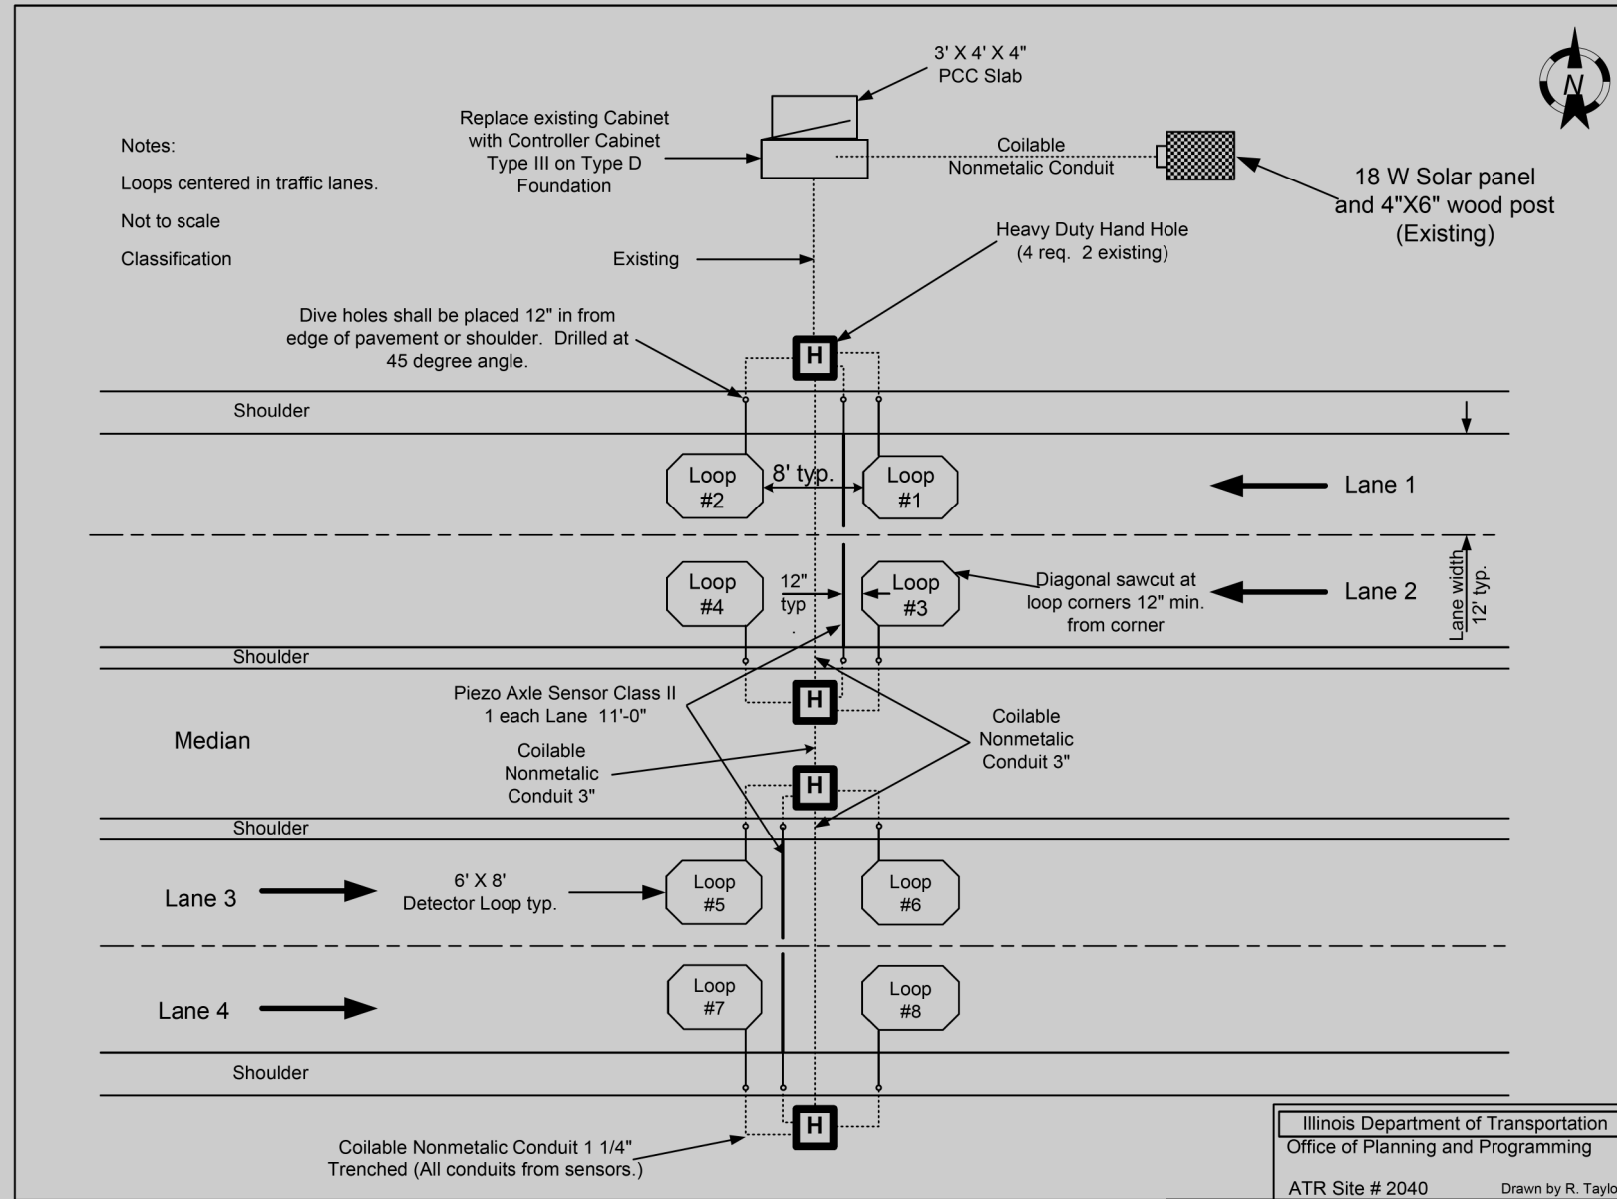 3' X 4' X 4"
PCC Slab
N
Replace existing Cabinet
with Controller Cabinet
Type III on Type D
Foundation
Coilable
Nonmetalic Conduit
18 W Solar panel
and 4"X6" wood post
(Existing)
Notes:
Loops centered in traffic lanes.
Not to scale
Classification
Heavy Duty Hand Hole
(4 req. 2 existing)
Existing
Dive holes shall be placed 12" in from
edge of pavement or shoulder. Drilled at
45 degree angle.
H
Shoulder
Loop
#2
8' typ.
Loop
#1
Lane 1
Loop
#4
12"
typ
.
Loop
#3
Diagonal sawcut at
loop corners 12" min.
from corner
Lane 2
Lane width
12' typ.
Shoulder
Piezo Axle Sensor Class II
1 each Lane 11'-0"
H
Median
Coilable
Nonmetalic
Conduit 3"
Coilable
Nonmetalic
Conduit 3"
H
Shoulder
Lane 3
6' X 8'
Detector Loop typ.
Loop
#5
Loop
#6
Lane 4
Loop
#7
Loop
#8
Shoulder
H
Coilable Nonmetalic Conduit 1 1/4"
Trenched (All conduits from sensors.)
Illinois Department of Transportation
Office of Planning and Programming
ATR Site # 2040
Drawn by R. Taylo